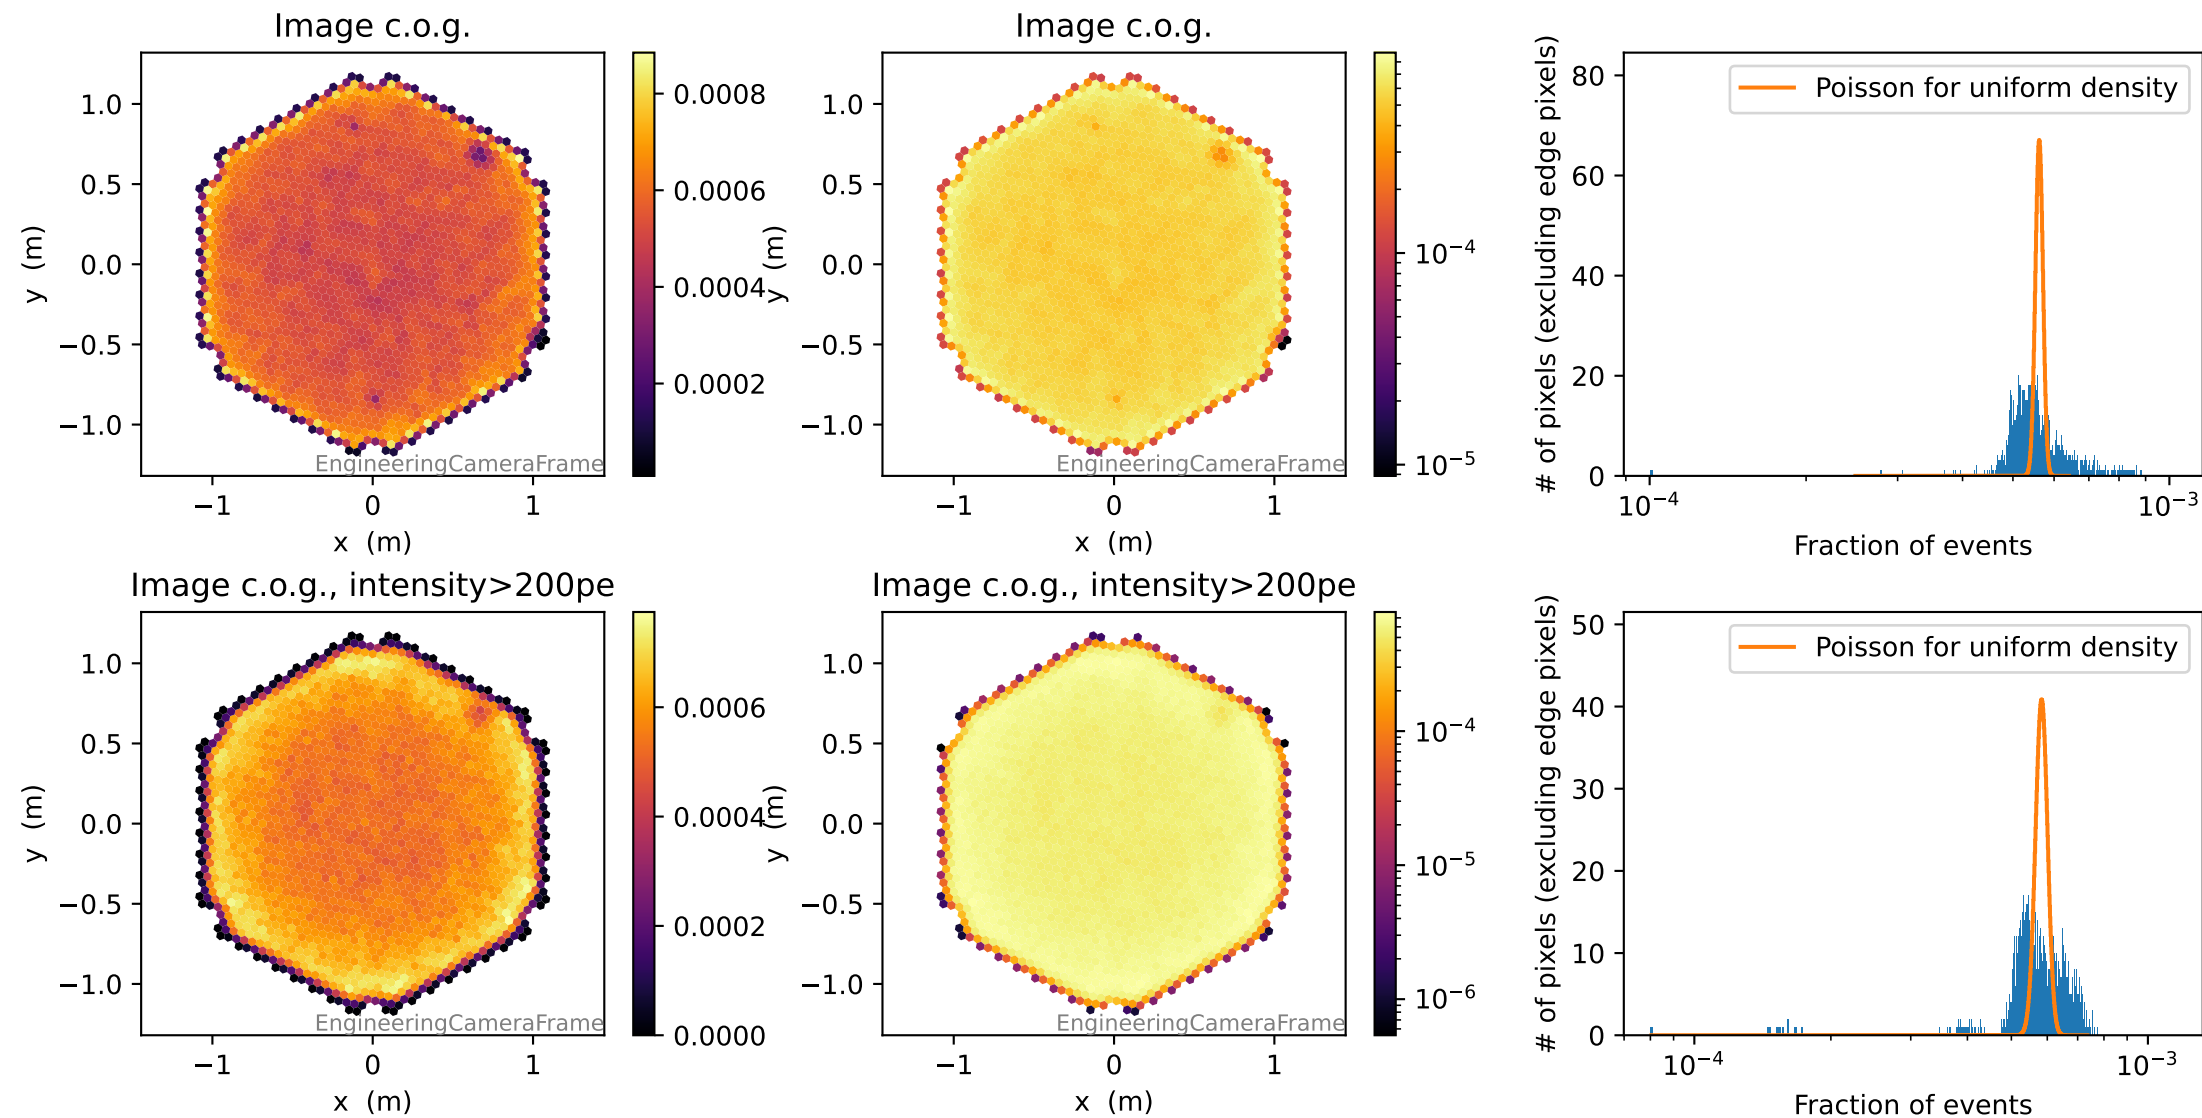 Image c.o.g.
y (m)
1.0
0.5
0.0
−0.5
−1.0
−1
0
1
x (m)
EngineeringCameraFrame
0.0008
0.0006
0.0004
0.0002
Image c.o.g.
y (m)
1.0
0.5
0.0
−0.5
−1.0
−1
0
1
x (m)
EngineeringCameraFrame
10⁻⁴
10⁻⁵
# of pixels (excluding edge pixels)
80
60
40
20
0
Poisson for uniform density
10⁻⁴
10⁻³
Fraction of events
Image c.o.g., intensity>200pe
y (m)
1.0
0.5
0.0
−0.5
−1.0
−1
0
1
x (m)
EngineeringCameraFrame
0.0006
0.0004
0.0002
0.0000
Image c.o.g., intensity>200pe
y (m)
1.0
0.5
0.0
−0.5
−1.0
−1
0
1
x (m)
EngineeringCameraFrame
10⁻⁴
10⁻⁵
10⁻⁶
# of pixels (excluding edge pixels)
50
40
30
20
10
0
Poisson for uniform density
10⁻⁴
10⁻³
Fraction of events